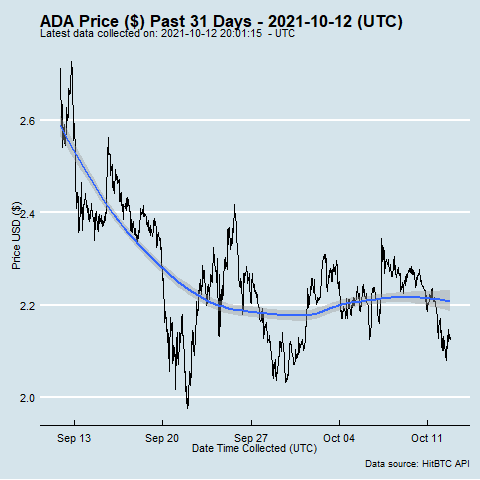 ADA Price ($) Past 31 Days - 2021-10-12 (UTC)
Latest data collected on: 2021-10-12 20:01:15  - UTC
Price USD ($)
2.6
2.4
2.2
2.0
Sep 13
Sep 20
Sep 27
Oct 04
Oct 11
Date Time Collected (UTC)
Data source: HitBTC API